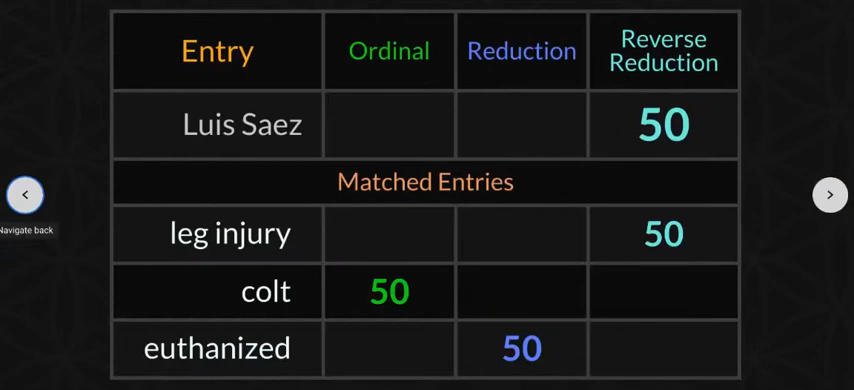 Entry Ordinal Reduction Reverse Reduction
Luis Saez 50
Matched Entries
leg injury 50
colt 50
euthanized 50
Navigate back